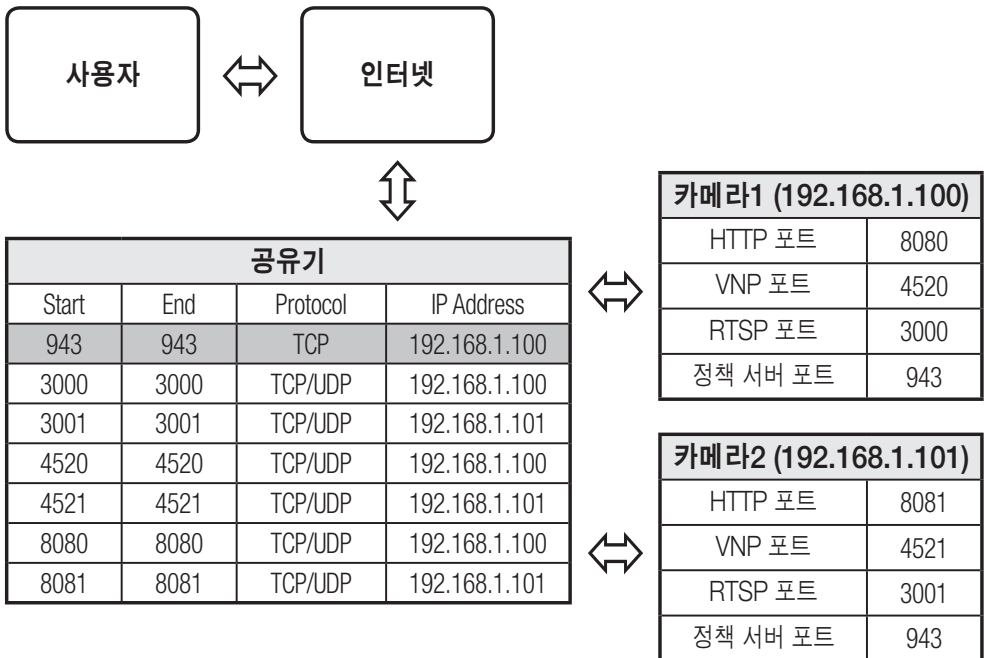 사용자
인터넷
공유기
Start End Protocol IP Address
943 943 TCP 192.168.1.100
3000 3000 TCP/UDP 192.168.1.100
3001 3001 TCP/UDP 192.168.1.101
4520 4520 TCP/UDP 192.168.1.100
4521 4521 TCP/UDP 192.168.1.101
8080 8080 TCP/UDP 192.168.1.100
8081 8081 TCP/UDP 192.168.1.101
카메라1 (192.168.1.100)
HTTP 포트 8080
VNP 포트 4520
RTSP 포트 3000
정책 서버 포트 943
카메라2 (192.168.1.101)
HTTP 포트 8081
VNP 포트 4521
RTSP 포트 3001
정책 서버 포트 943